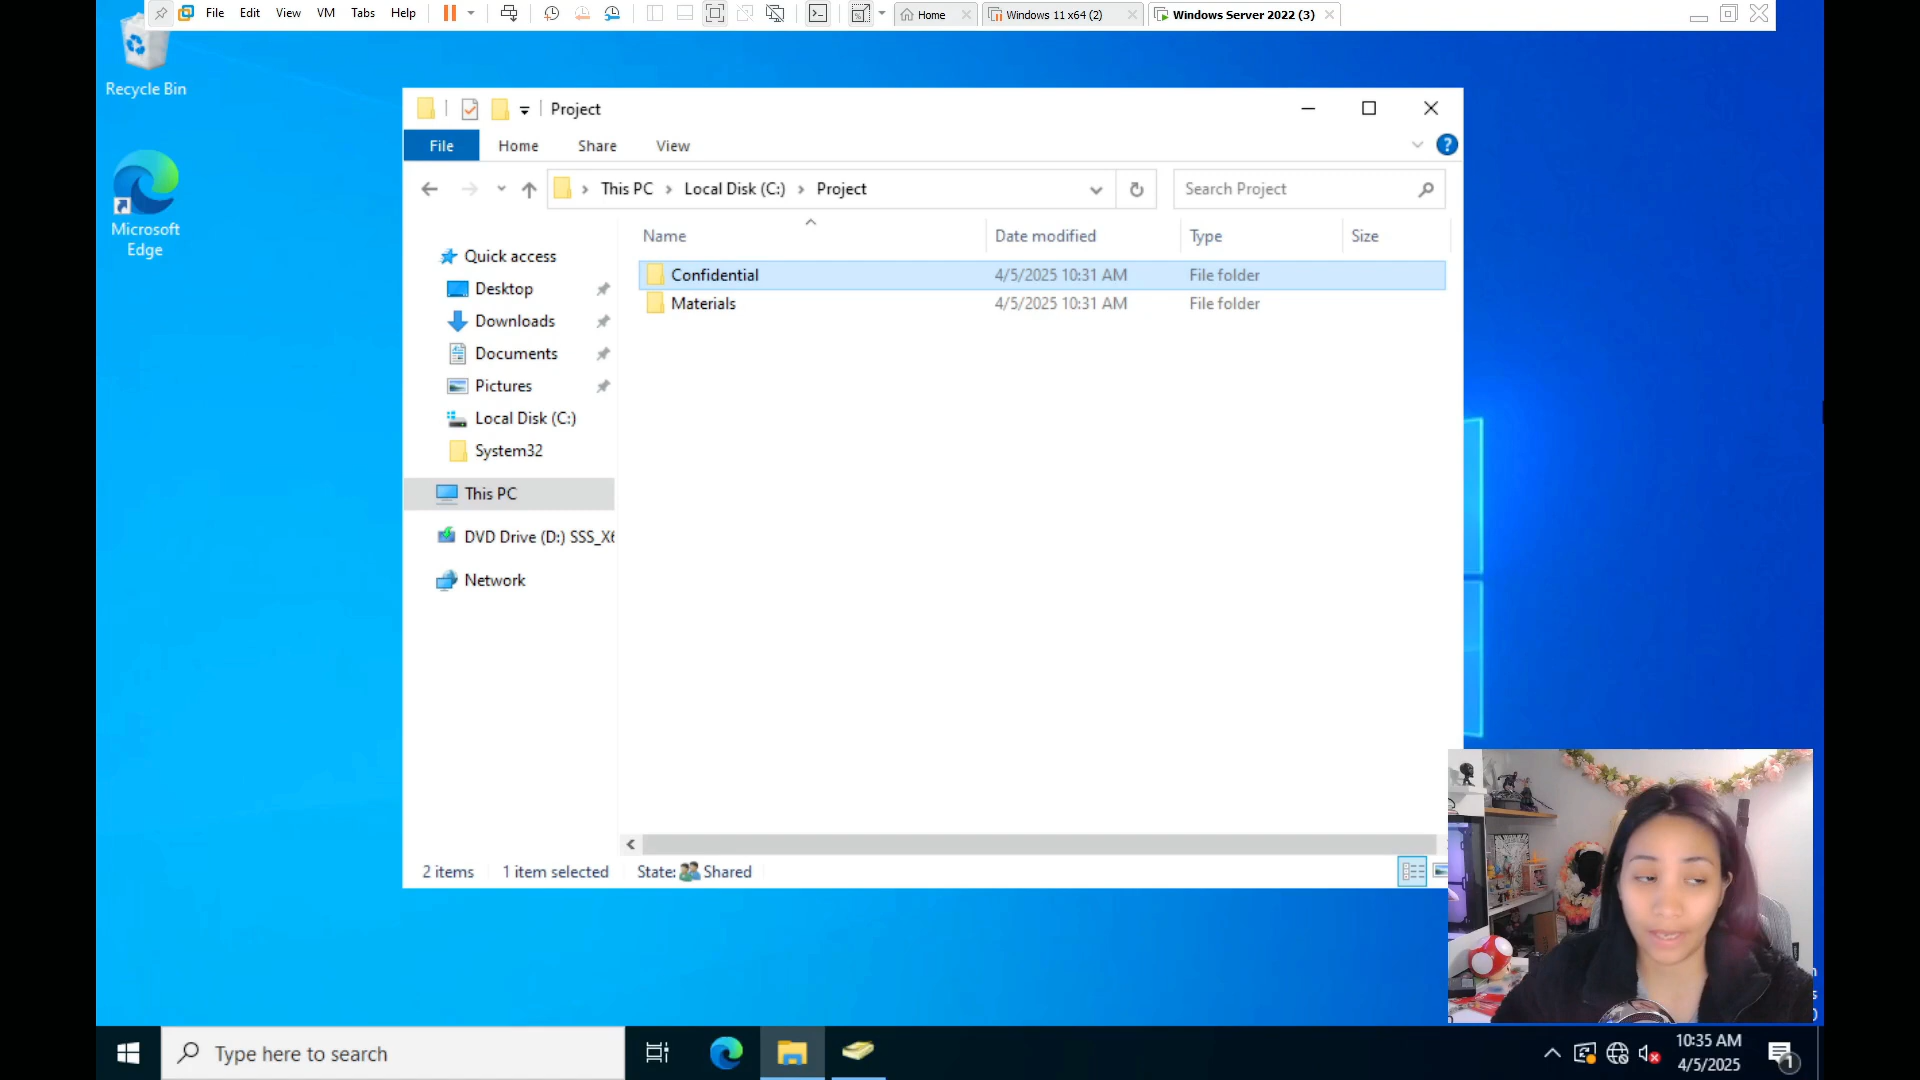 File Edit View VM Tabs Help
Home
Windows 11 x64 (2)
Windows Server 2022 (3)
Recycle Bin
Microsoft
Edge
Project
File Home Share View
This PC Local Disk (C:) Project
Search Project
Name Date modified Type Size
Quick access
Desktop
Downloads
Documents
Pictures
Local Disk (C:)
System32
This PC
DVD Drive (D:) SSS_X6
Network
Confidential 4/5/2025 10:31 AM File folder
Materials 4/5/2025 10:31 AM File folder
2 items 1 item selected State: Shared
Type here to search
10:35 AM
4/5/2025
1